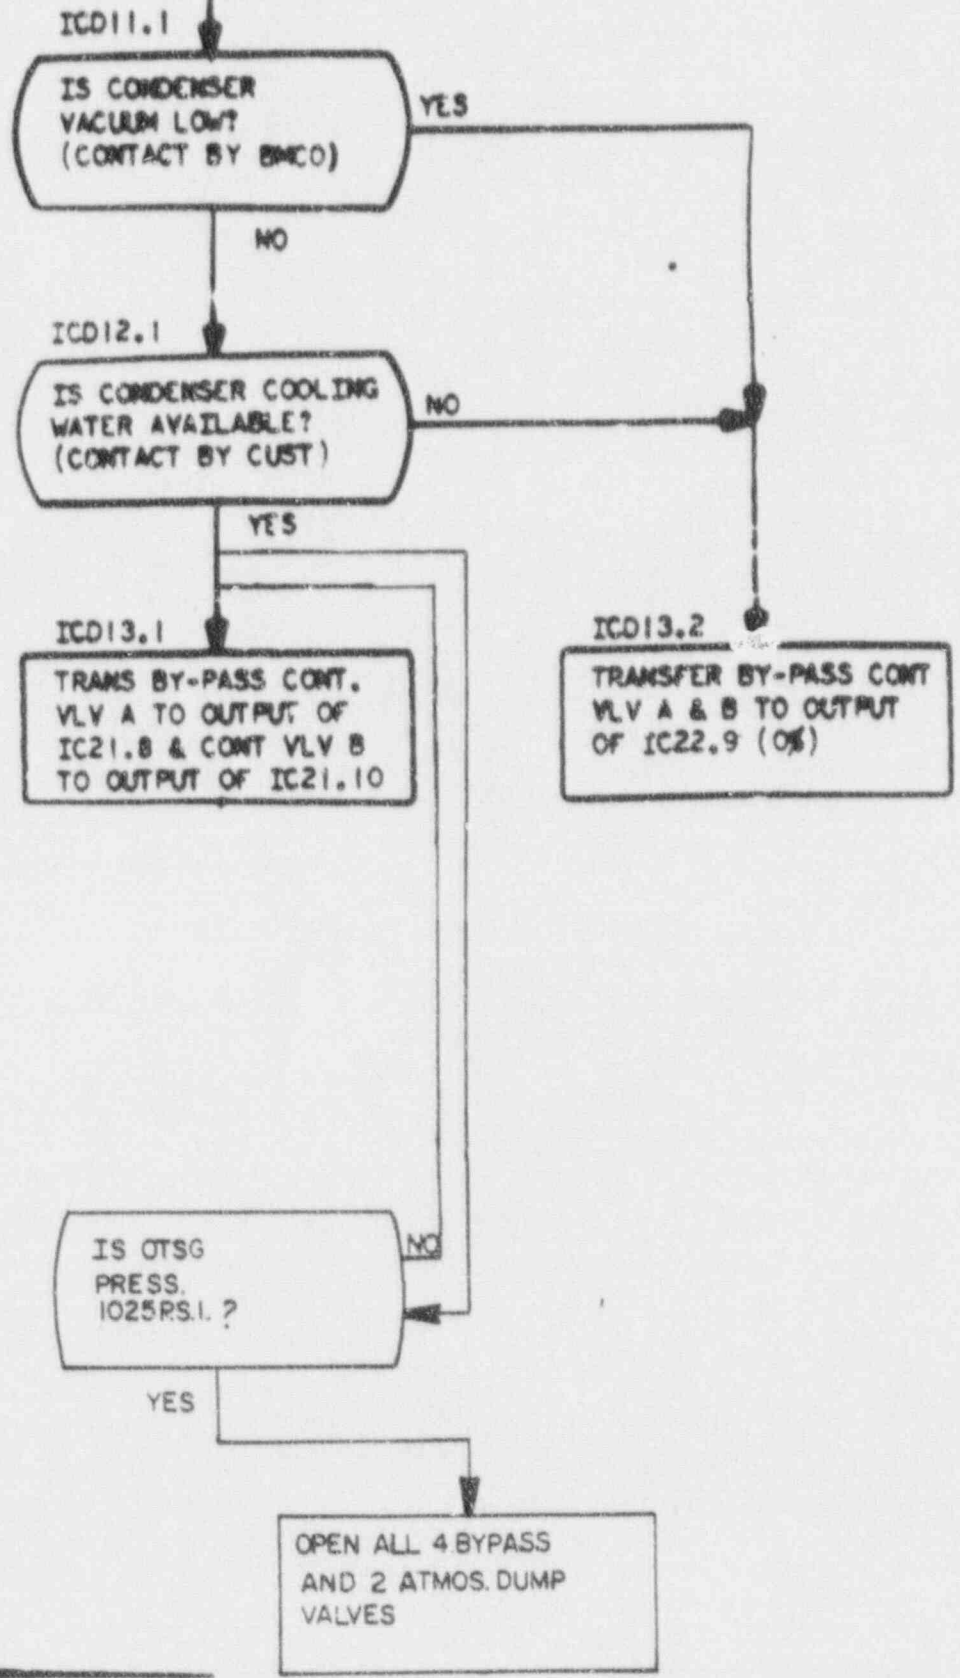 ICD11.1
IS CONDENSER
VACUUM LOW?
(CONTACT BY BMCO)
YES
NO
ICD12.1
IS CONDENSER COOLING
WATER AVAILABLE?
(CONTACT BY CUST)
NO
YES
ICD13.1
TRANS BY-PASS CONT.
VLV A TO OUTPUT OF
IC21.8 & CONT VLV B
TO OUTPUT OF IC21.10
ICD13.2
TRANSFER BY-PASS CONT
VLV A & B TO OUTPUT
OF IC22.9 (0%)
IS OTSG
PRESS.
1025P.S.I. ?
NO
YES
OPEN ALL 4 BYPASS
AND 2 ATMOS. DUMP
VALVES